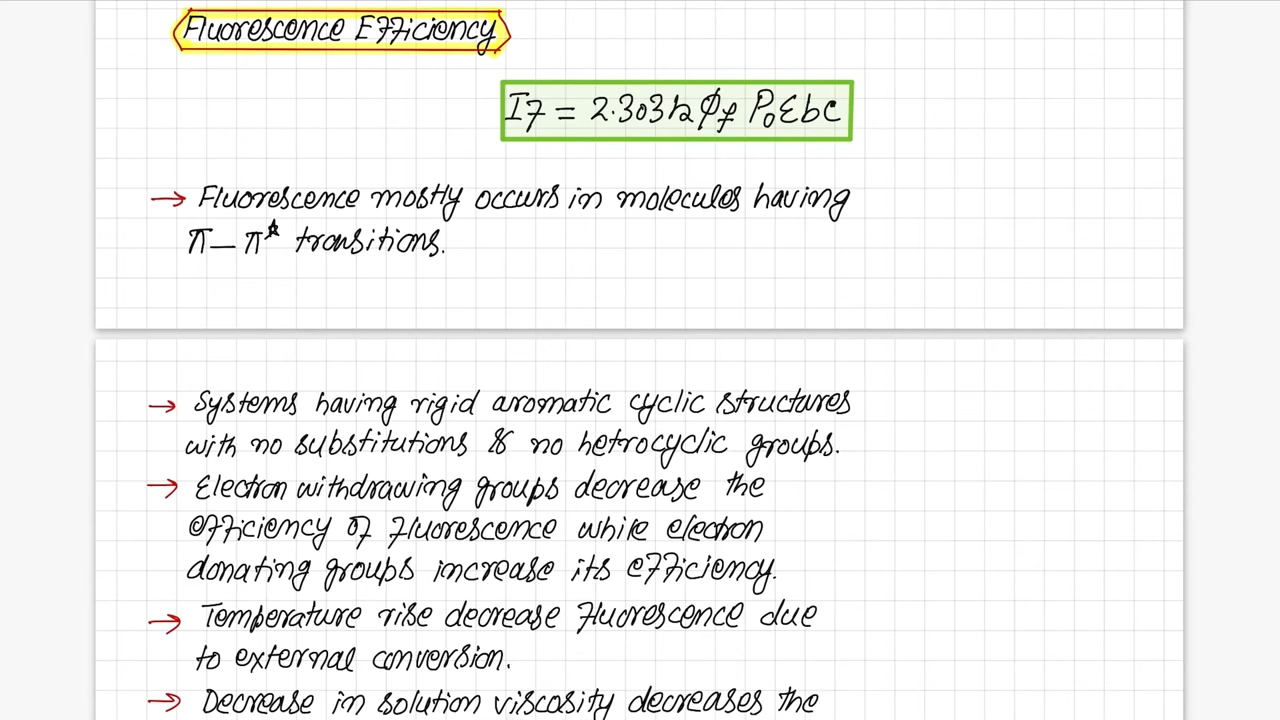 Fluorescence Efficiency
If = 2.303 k φf P₀ εbc
→ Fluorescence mostly occurs in molecules having
π – π* transitions.
→ Systems having rigid aromatic cyclic structures
with no substitutions & no hetrocyclic groups.
→ Electron withdrawing groups decrease the
efficiency of fluorescence while electron
donating groups increase its efficiency.
→ Temperature rise decrease fluorescence due
to external conversion.
→ Decrease in solution viscosity decreases the